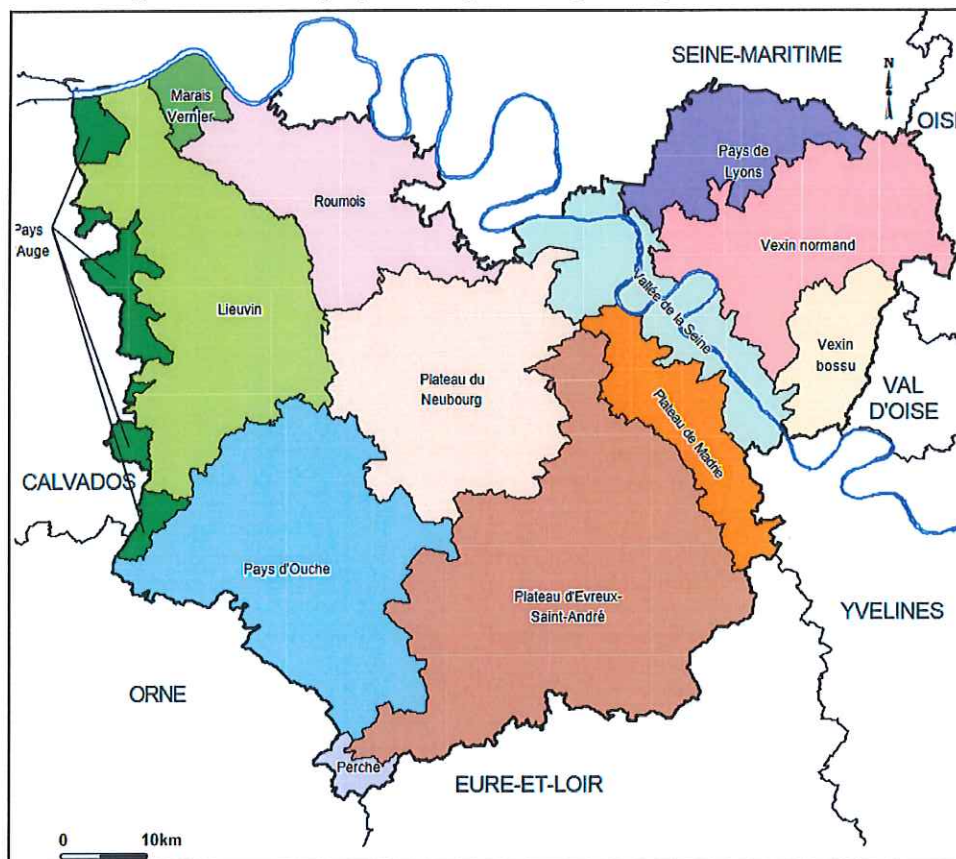 SEINE-MARITIME
N
OISE
Marais
Vernier
Pays de
Lyons
Roumois
Vexin normand
Pays
Auge
Lieuvin
Vallée de la Seine
Vexin
bossu
Plateau du
Neubourg
VAL
D'OISE
Plateau de Madrie
CALVADOS
Pays d'Ouche
Plateau d'Evreux-
Saint-André
YVELINES
ORNE
Perche
EURE-ET-LOIR
0 10km